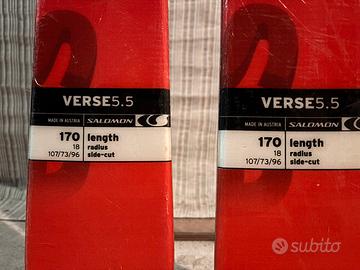 VERSE5.5
MADE IN AUSTRIA SALOMON
170 length
18 radius
107/73/96 side-cut
VERSE5.5
MADE IN AUSTRIA SALOMON
170 length
18 radius
107/73/96 side-cut
subito